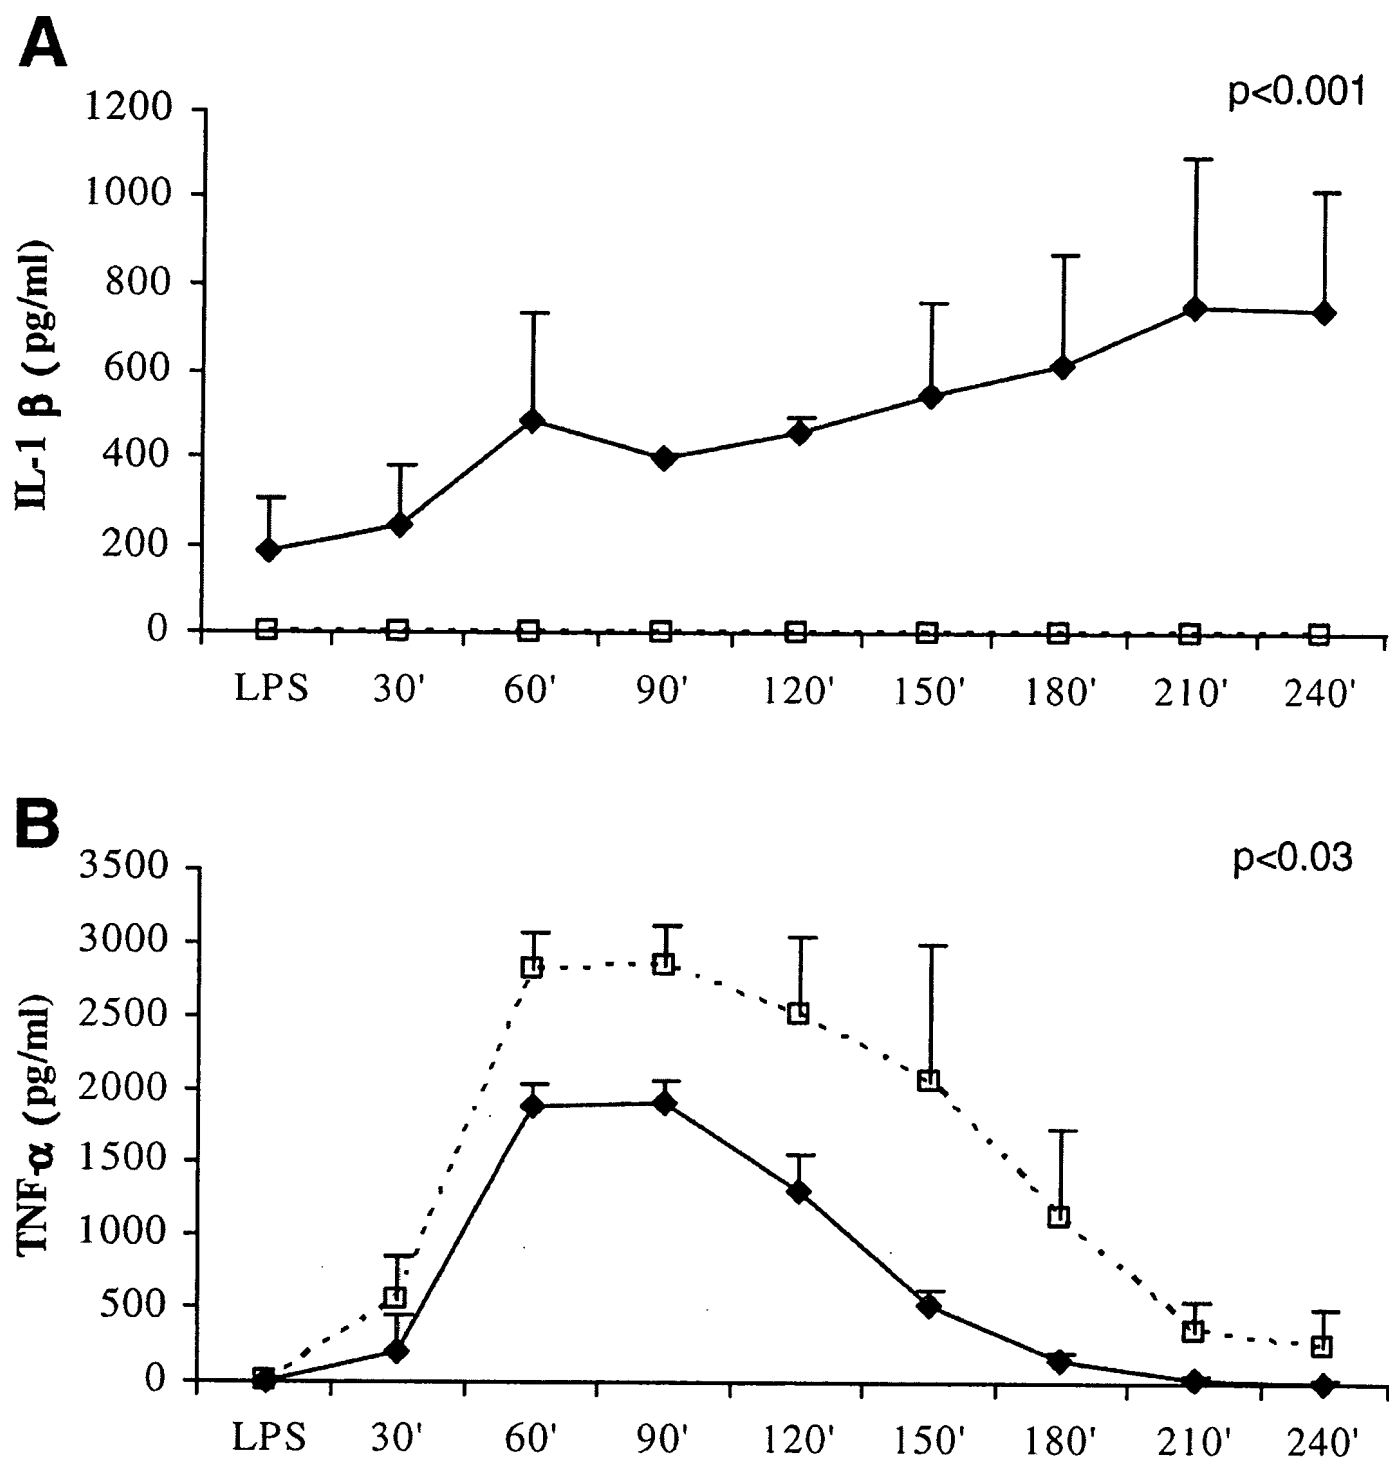 A
p<0.001
1200
1000
800
600
400
200
0
IL-1 β (pg/ml)
LPS 30' 60' 90' 120' 150' 180' 210' 240'
B
p<0.03
3500
3000
2500
2000
1500
1000
500
0
TNF-α (pg/ml)
LPS 30' 60' 90' 120' 150' 180' 210' 240'